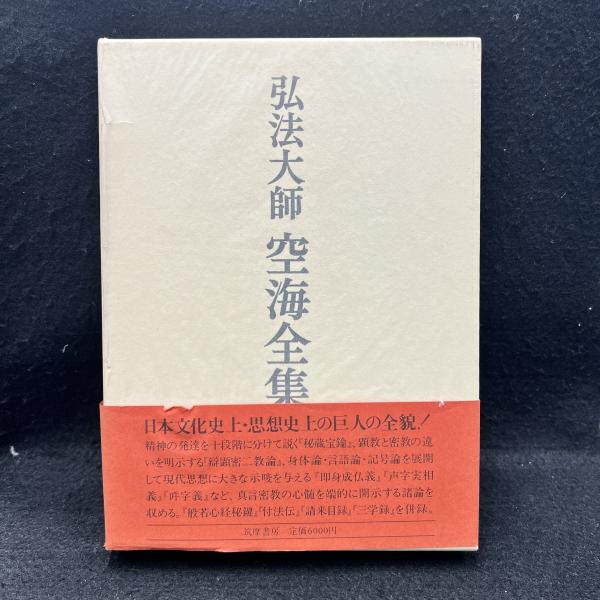 弘法大師 空海全集
日本文化史上・思想史上の巨人の全貌!
精神の発達を十段階に分けて説く『秘蔵宝鑰』、顕教と密教の違
いを明示する『辯顕密二教論』、身体論・言語論・記号論を展開
して現代思想に大きな示唆を与える『即身成仏義』『声字実相
義』『吽字義』など、真言密教の心髄を端的に開示する諸論を
収める。『般若心経秘鍵』『付法伝』『請来目録』『三学録』を併録。
筑摩書房 定価6000円